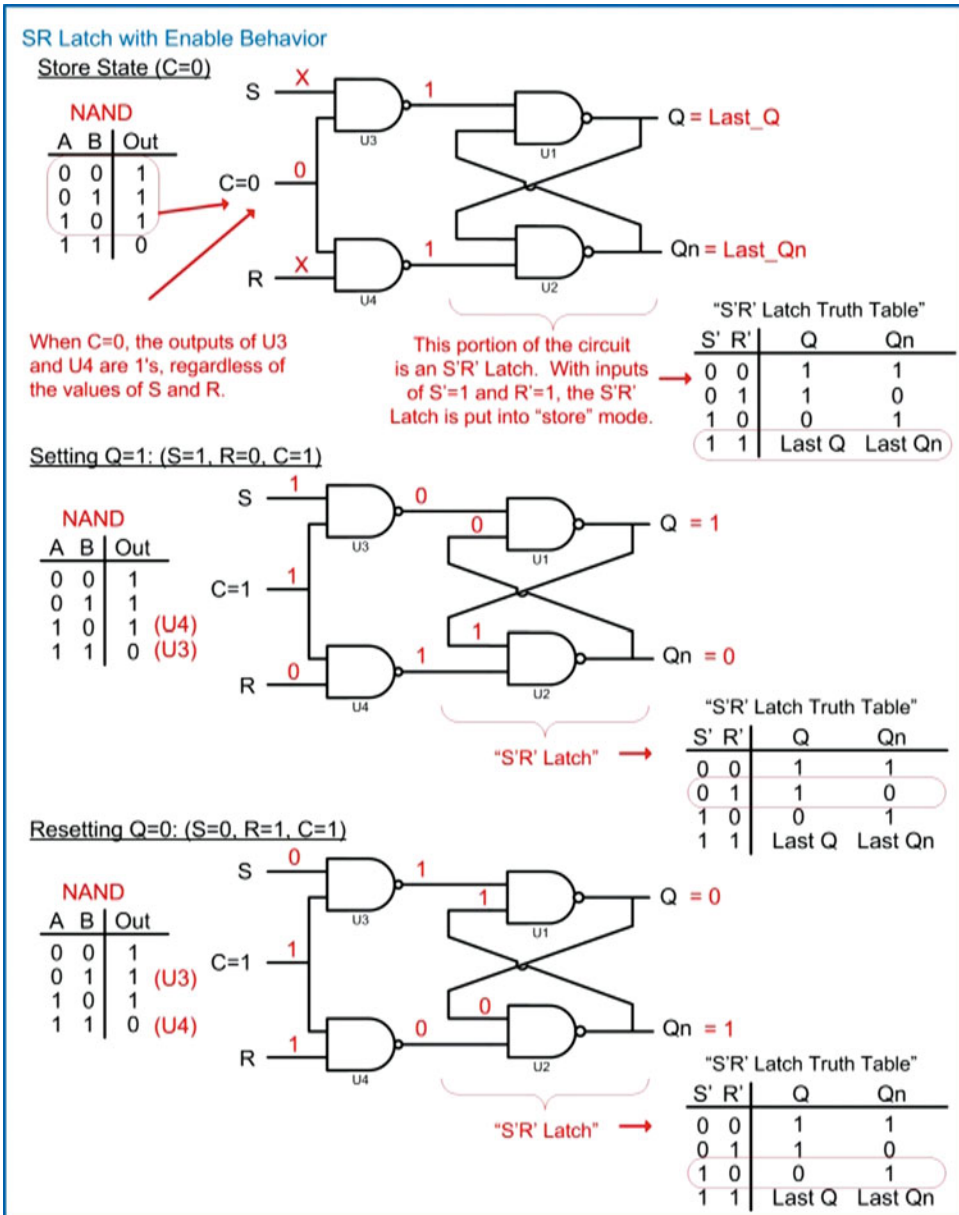 SR Latch with Enable Behavior
Store State (C=0)
NAND
A B Out
0 0 1
0 1 1
1 0 1
1 1 0
S X 1
U3
U1
Q = Last_Q
C=0 0
R X 1
U4
U2
Qn = Last_Qn
When C=0, the outputs of U3
and U4 are 1's, regardless of
the values of S and R.
This portion of the circuit
is an S'R' Latch. With inputs
of S'=1 and R'=1, the S'R'
Latch is put into "store" mode.
"S'R' Latch Truth Table"
S' R' Q Qn
0 0 1 1
0 1 1 0
1 0 0 1
1 1 Last Q Last Qn
Setting Q=1: (S=1, R=0, C=1)
NAND
A B Out
0 0 1
0 1 1
1 0 1 (U4)
1 1 0 (U3)
S 1 0
0
U3
U1
Q = 1
C=1 1
1
R 0 1
U4
U2
Qn = 0
"S'R' Latch"
"S'R' Latch Truth Table"
S' R' Q Qn
0 0 1 1
0 1 1 0
1 0 0 1
1 1 Last Q Last Qn
Resetting Q=0: (S=0, R=1, C=1)
NAND
A B Out
0 0 1
0 1 1 (U3)
1 0 1
1 1 0 (U4)
S 0 1
1
U3
U1
Q = 0
C=1 1
0
R 1 0
U4
U2
Qn = 1
"S'R' Latch"
"S'R' Latch Truth Table"
S' R' Q Qn
0 0 1 1
0 1 1 0
1 0 0 1
1 1 Last Q Last Qn